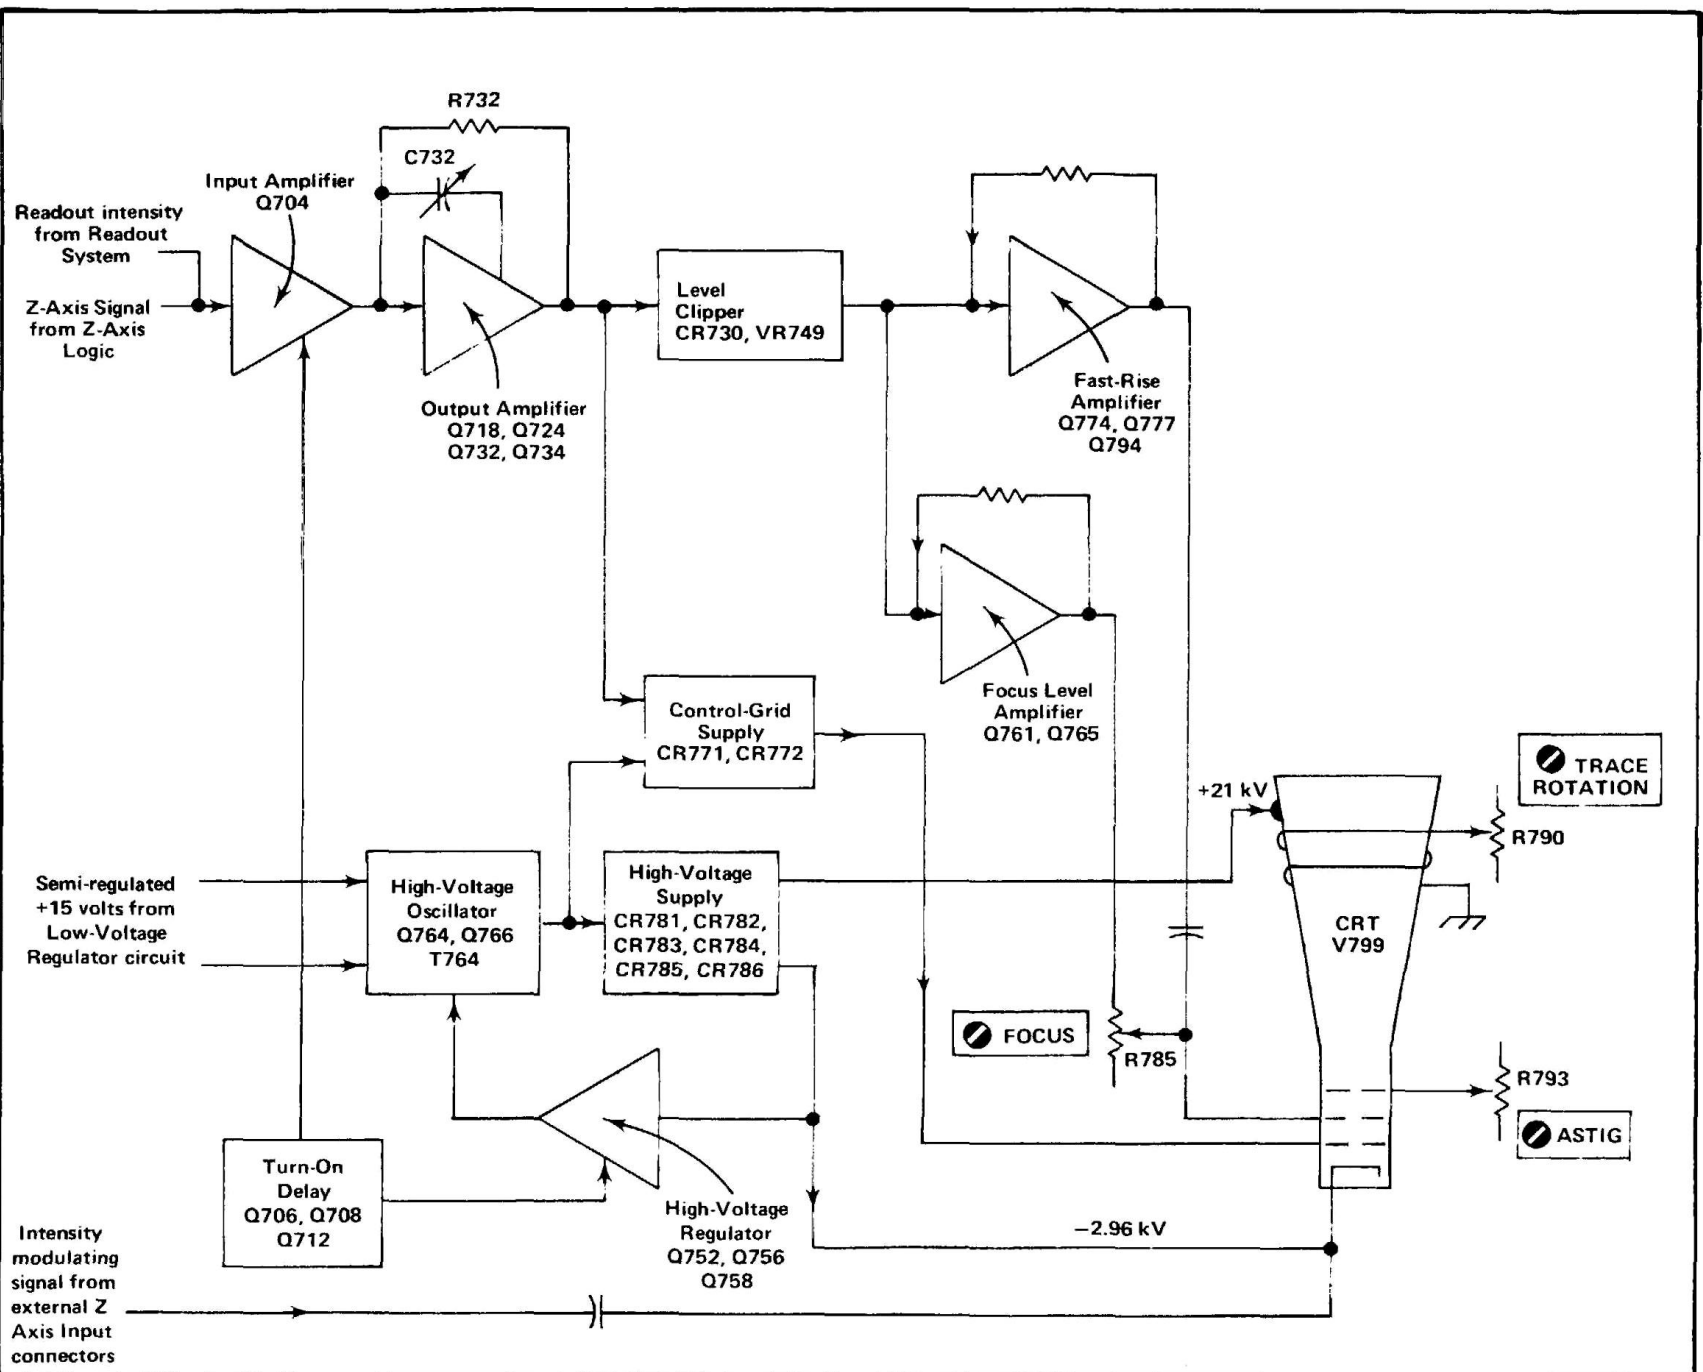 R732
C732
Input Amplifier
Q704
Readout intensity
from Readout
System
Z-Axis Signal
from Z-Axis
Logic
Output Amplifier
Q718, Q724
Q732, Q734
Level
Clipper
CR730, VR749
Fast-Rise
Amplifier
Q774, Q777
Q794
Focus Level
Amplifier
Q761, Q765
Control-Grid
Supply
CR771, CR772
+21 kV
TRACE
ROTATION
R790
Semi-regulated
+15 volts from
Low-Voltage
Regulator circuit
High-Voltage
Oscillator
Q764, Q766
T764
High-Voltage
Supply
CR781, CR782,
CR783, CR784,
CR785, CR786
CRT
V799
FOCUS
R785
R793
ASTIG
Turn-On
Delay
Q706, Q708
Q712
High-Voltage
Regulator
Q752, Q756
Q758
−2.96 kV
Intensity
modulating
signal from
external Z
Axis Input
connectors